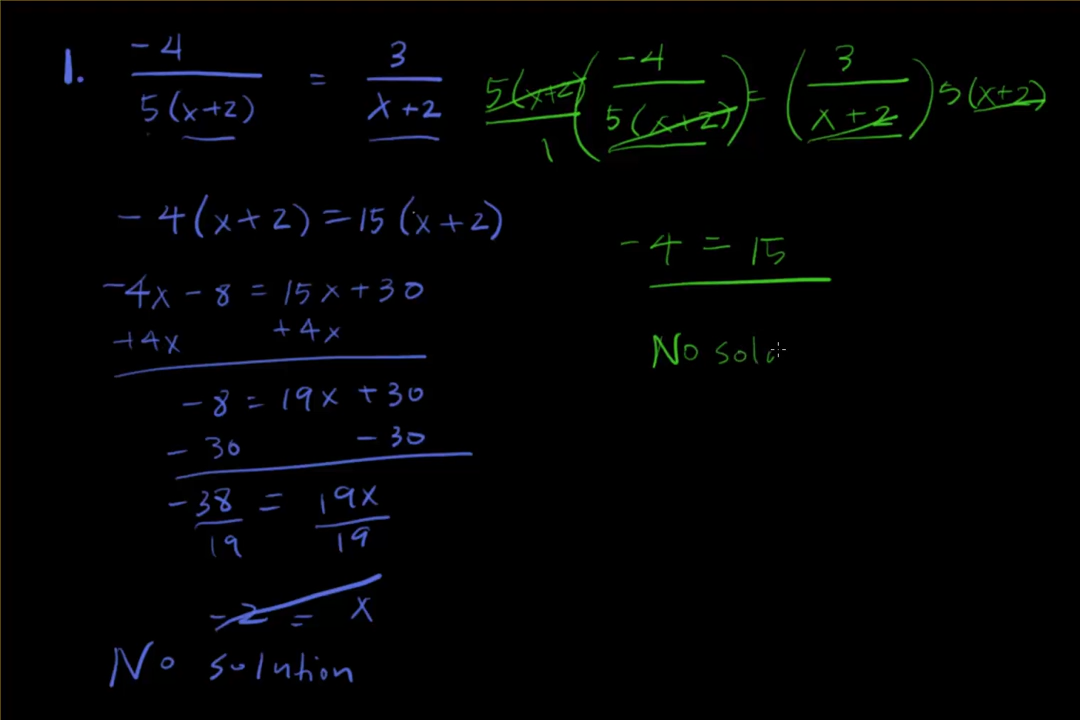 1. -4 / 5(x+2) = 3 / x+2
-4(x+2) = 15(x+2)
-4x - 8 = 15x + 30
+4x +4x
-8 = 19x + 30
- 30 - 30
-38 / 19 = 19x / 19
-2 = x
No solution
5(x+2) / 1 ( -4 / 5(x+2) ) = ( 3 / x+2 ) 5(x+2)
-4 = 15
No solu